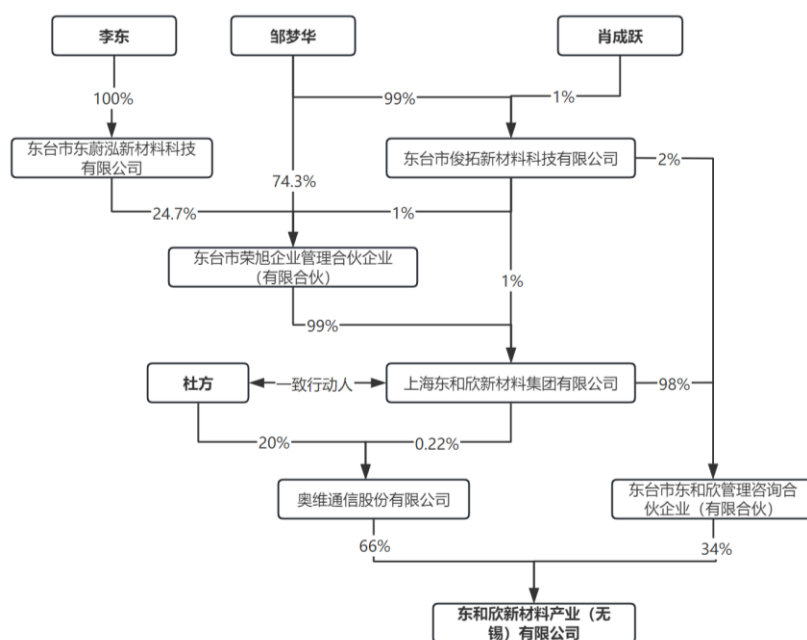 李东
邹梦华
肖成跃
100%
99%
1%
东台市东蔚泓新材料科技
有限公司
东台市俊拓新材料科技有限公司
2%
74.3%
24.7%
1%
东台市荣旭企业管理合伙企业
（有限合伙）
1%
99%
杜方
一致行动人
上海东和欣新材料集团有限公司
98%
20%
0.22%
奥维通信股份有限公司
东台市东和欣管理咨询合
伙企业（有限合伙）
66%
34%
东和欣新材料产业（无
锡）有限公司